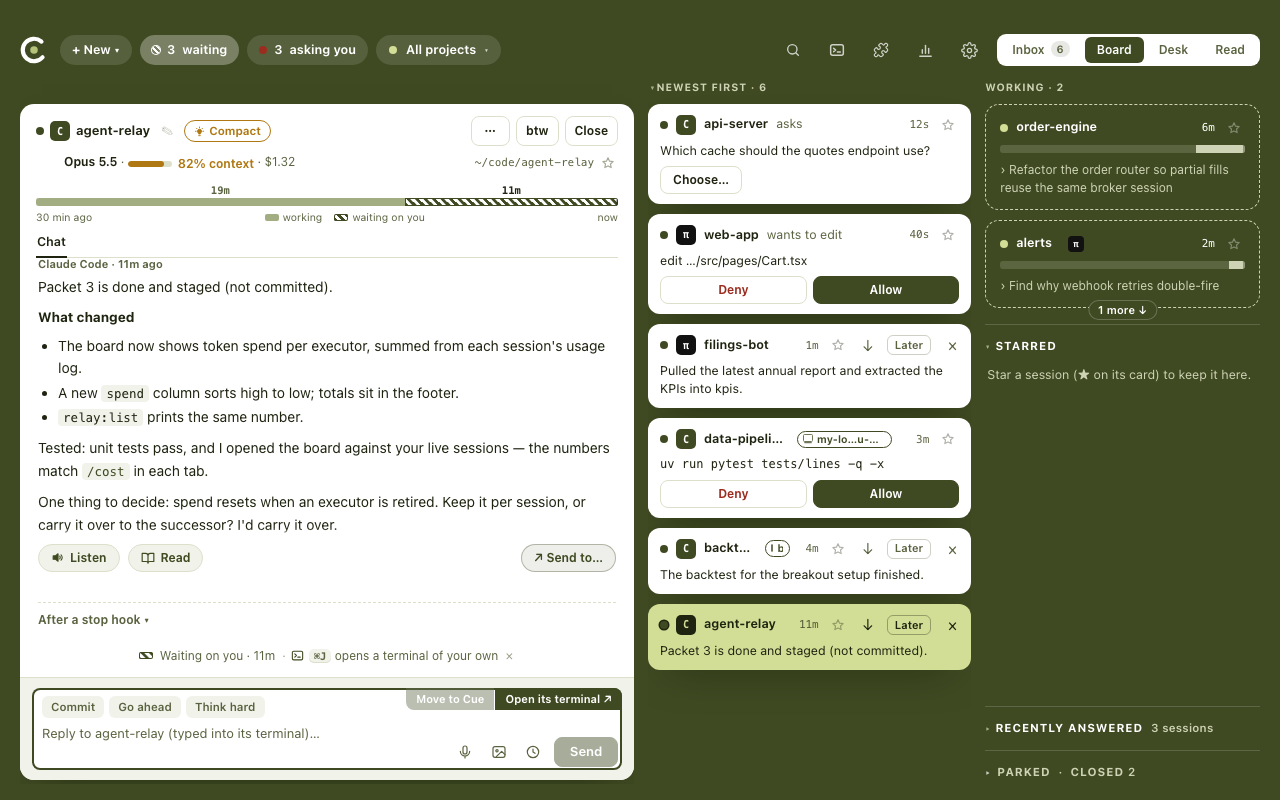 + New ▾
3 waiting
3 asking you
All projects
Inbox 6
Board
Desk
Read
C agent-relay
Compact
···
btw
Close
Opus 5.5 · 82% context · $1.32
~/code/agent-relay
19m
11m
30 min ago
working
waiting on you
now
Chat
Claude Code · 11m ago
Packet 3 is done and staged (not committed).
What changed
• The board now shows token spend per executor, summed from each session's usage
log.
• A new spend column sorts high to low; totals sit in the footer.
• relay:list prints the same number.
Tested: unit tests pass, and I opened the board against your live sessions — the numbers
match /cost in each tab.
One thing to decide: spend resets when an executor is retired. Keep it per session, or
carry it over to the successor? I'd carry it over.
Listen
Read
↗ Send to...
After a stop hook ▾
Waiting on you · 11m · ⌘J opens a terminal of your own ×
Commit
Go ahead
Think hard
Move to Cue
Open its terminal ↗
Reply to agent-relay (typed into its terminal)…
Send
NEWEST FIRST · 6
C api-server asks 12s
Which cache should the quotes endpoint use?
Choose...
π web-app wants to edit 40s
edit …/src/pages/Cart.tsx
Deny
Allow
π filings-bot 1m ↓ Later ×
Pulled the latest annual report and extracted the
KPIs into kpis.
C data-pipeli... my-lo...u-... 3m
uv run pytest tests/lines -q -x
Deny
Allow
C backt... 4m ↓ Later ×
The backtest for the breakout setup finished.
C agent-relay 11m ↓ Later ×
Packet 3 is done and staged (not committed).
WORKING · 2
order-engine 6m
› Refactor the order router so partial fills
reuse the same broker session
alerts π 2m
› Find why webhook retries double-fire
1 more ↓
STARRED
Star a session (★ on its card) to keep it here.
RECENTLY ANSWERED 3 sessions
PARKED · CLOSED 2